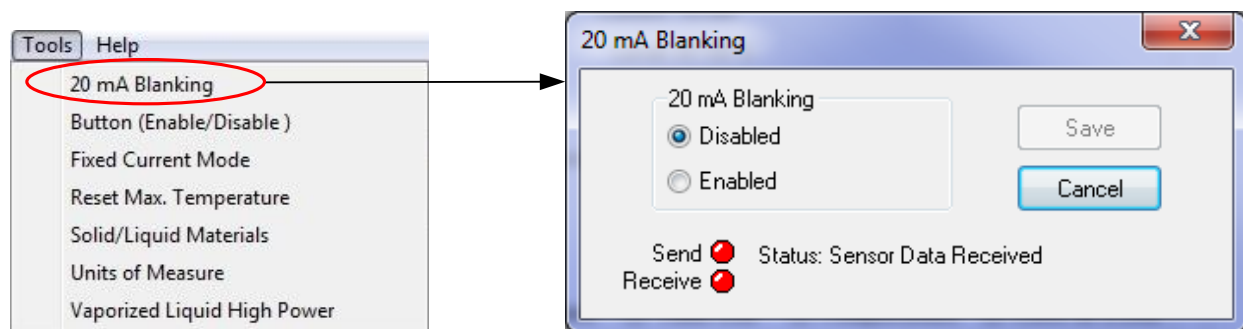 Tools Help
20 mA Blanking
Button (Enable/Disable )
Fixed Current Mode
Reset Max. Temperature
Solid/Liquid Materials
Units of Measure
Vaporized Liquid High Power
20 mA Blanking
20 mA Blanking
Disabled
Enabled
Save
Cancel
Send
Status: Sensor Data Received
Receive